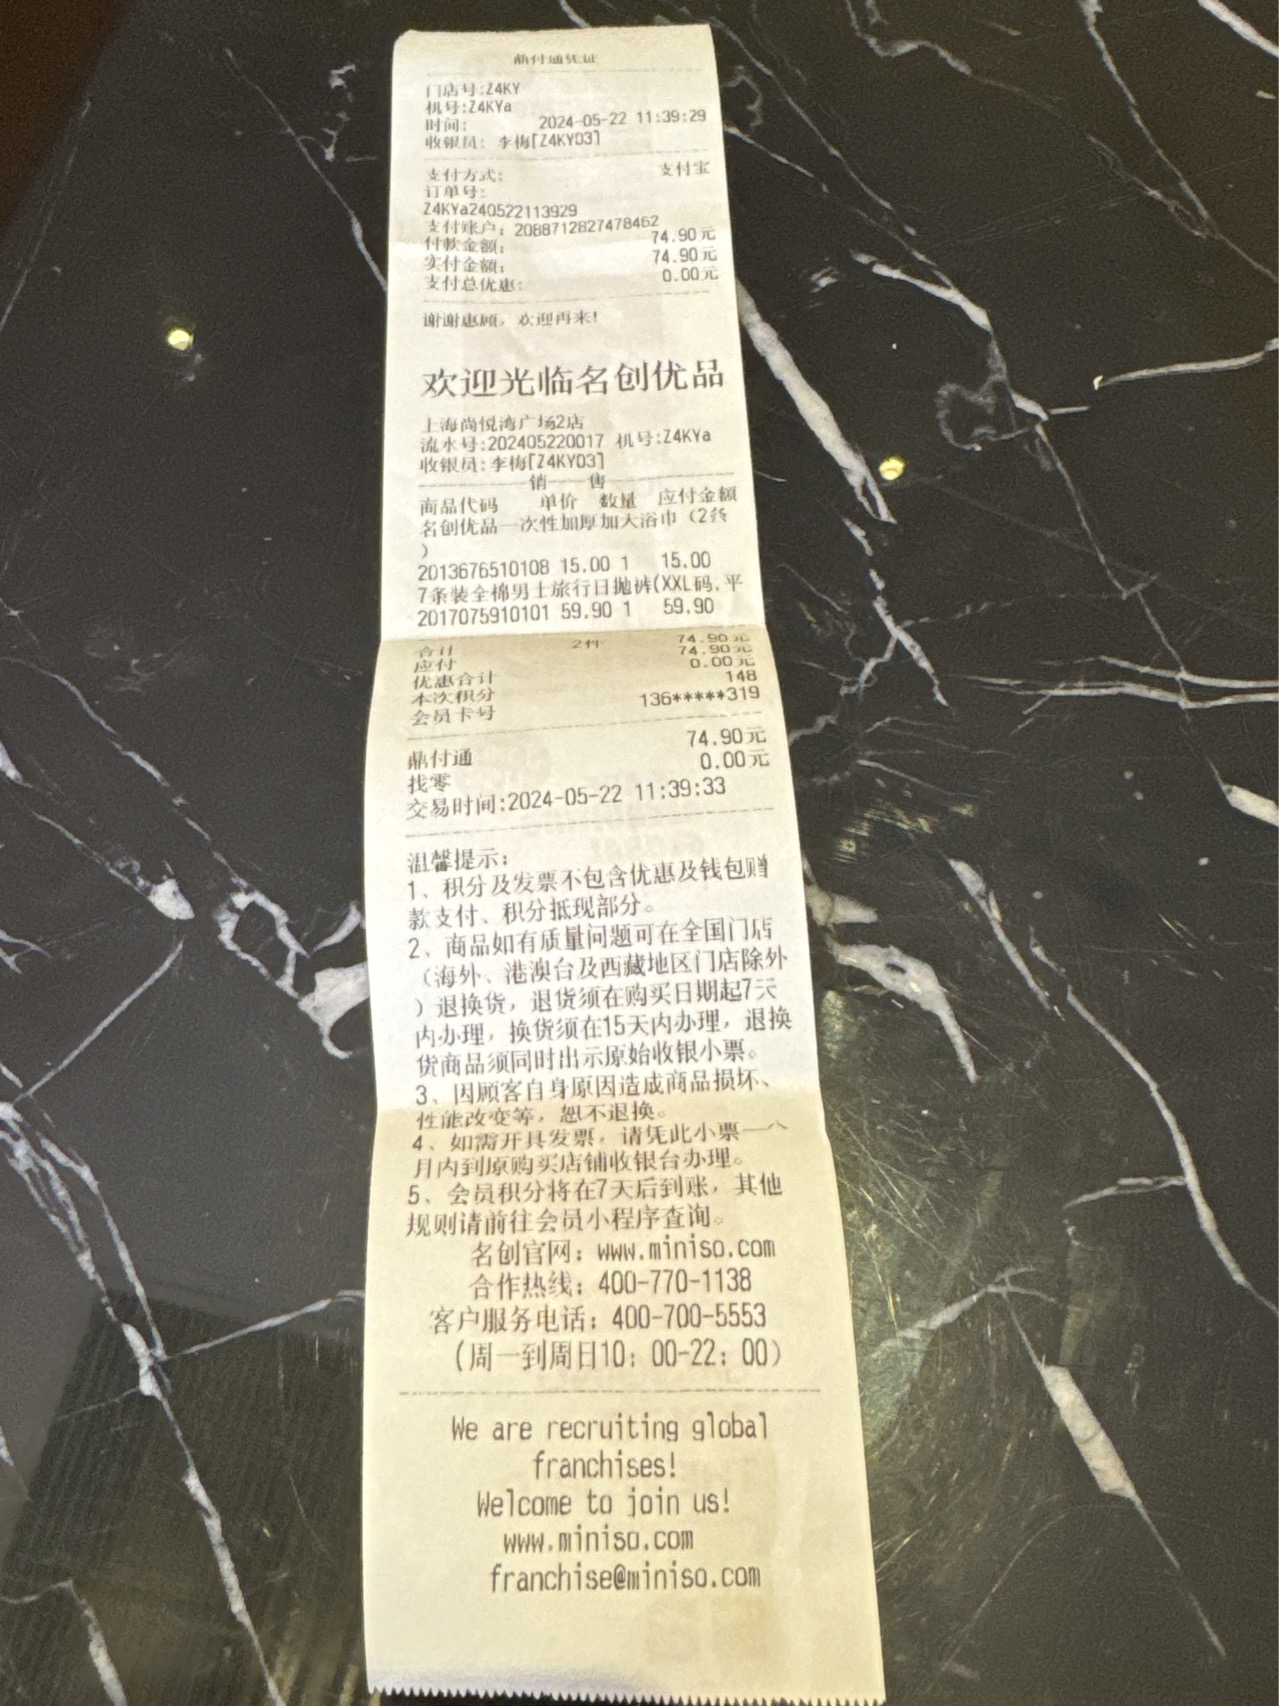 鼎付通凭证
门店号:Z4KY
机号:Z4KYa
时间: 2024-05-22 11:39:29
收银员: 李梅[Z4KY03]
支付方式: 支付宝
订单号:
Z4KYa240522113929
支付账户: 2088712827478462
付款金额: 74.90元
实付金额: 74.90元
支付总优惠: 0.00元
谢谢惠顾, 欢迎再来!
欢迎光临名创优品
上海尚悦湾广场2店
流水号:202405220017 机号:Z4KYa
收银员:李梅[Z4KY03]
销 售
商品代码 单价 数量 应付金额
名创优品一次性加厚加大浴巾（2条
）
2013676510108 15.00 1 15.00
7条装全棉男士旅行日抛裤(XXL码,平
2017075910101 59.90 1 59.90
合计 2件 74.90元
应付 74.90元
优惠合计 0.00元
本次积分 148
会员卡号 136*****319
鼎付通 74.90元
找零 0.00元
交易时间:2024-05-22 11:39:33
温馨提示:
1、积分及发票不包含优惠及钱包赠
款支付、积分抵现部分。
2、商品如有质量问题可在全国门店
（海外、港澳台及西藏地区门店除外
）退换货, 退货须在购买日期起7天
内办理, 换货须在15天内办理, 退换
货商品须同时出示原始收银小票。
3、因顾客自身原因造成商品损坏、
性能改变等, 恕不退换。
4、如需开具发票, 请凭此小票一个
月内到原购买店铺收银台办理。
5、会员积分将在7天后到账, 其他
规则请前往会员小程序查询。
名创官网: www.miniso.com
合作热线: 400-770-1138
客户服务电话: 400-700-5553
(周一到周日10: 00-22: 00)
We are recruiting global
franchises!
Welcome to join us!
www.miniso.com
franchise@miniso.com